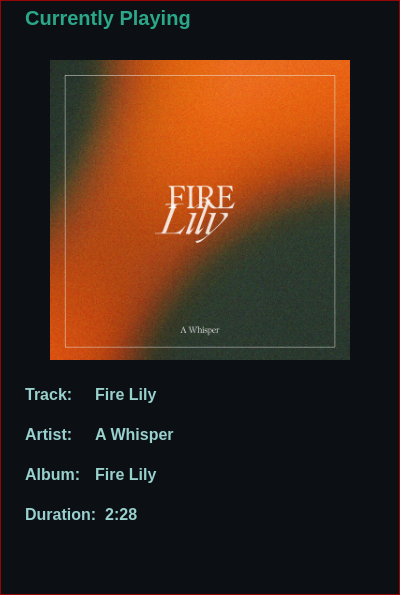 Currently Playing
FIRE
Lily
A Whisper
Track: Fire Lily
Artist: A Whisper
Album: Fire Lily
Duration: 2:28